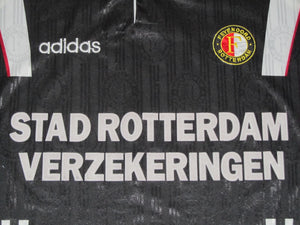 adidas
FEYENOORD
ROTTERDAM
STAD ROTTERDAM
VERZEKERINGEN